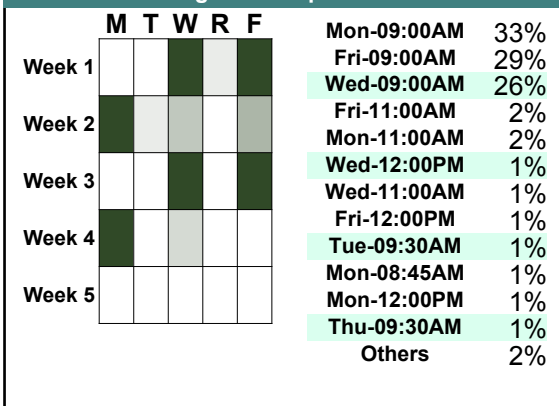 M T W R F
Week 1
Week 2
Week 3
Week 4
Week 5
Mon-09:00AM 33%
Fri-09:00AM 29%
Wed-09:00AM 26%
Fri-11:00AM 2%
Mon-11:00AM 2%
Wed-12:00PM 1%
Wed-11:00AM 1%
Fri-12:00PM 1%
Tue-09:30AM 1%
Mon-08:45AM 1%
Mon-12:00PM 1%
Thu-09:30AM 1%
Others 2%